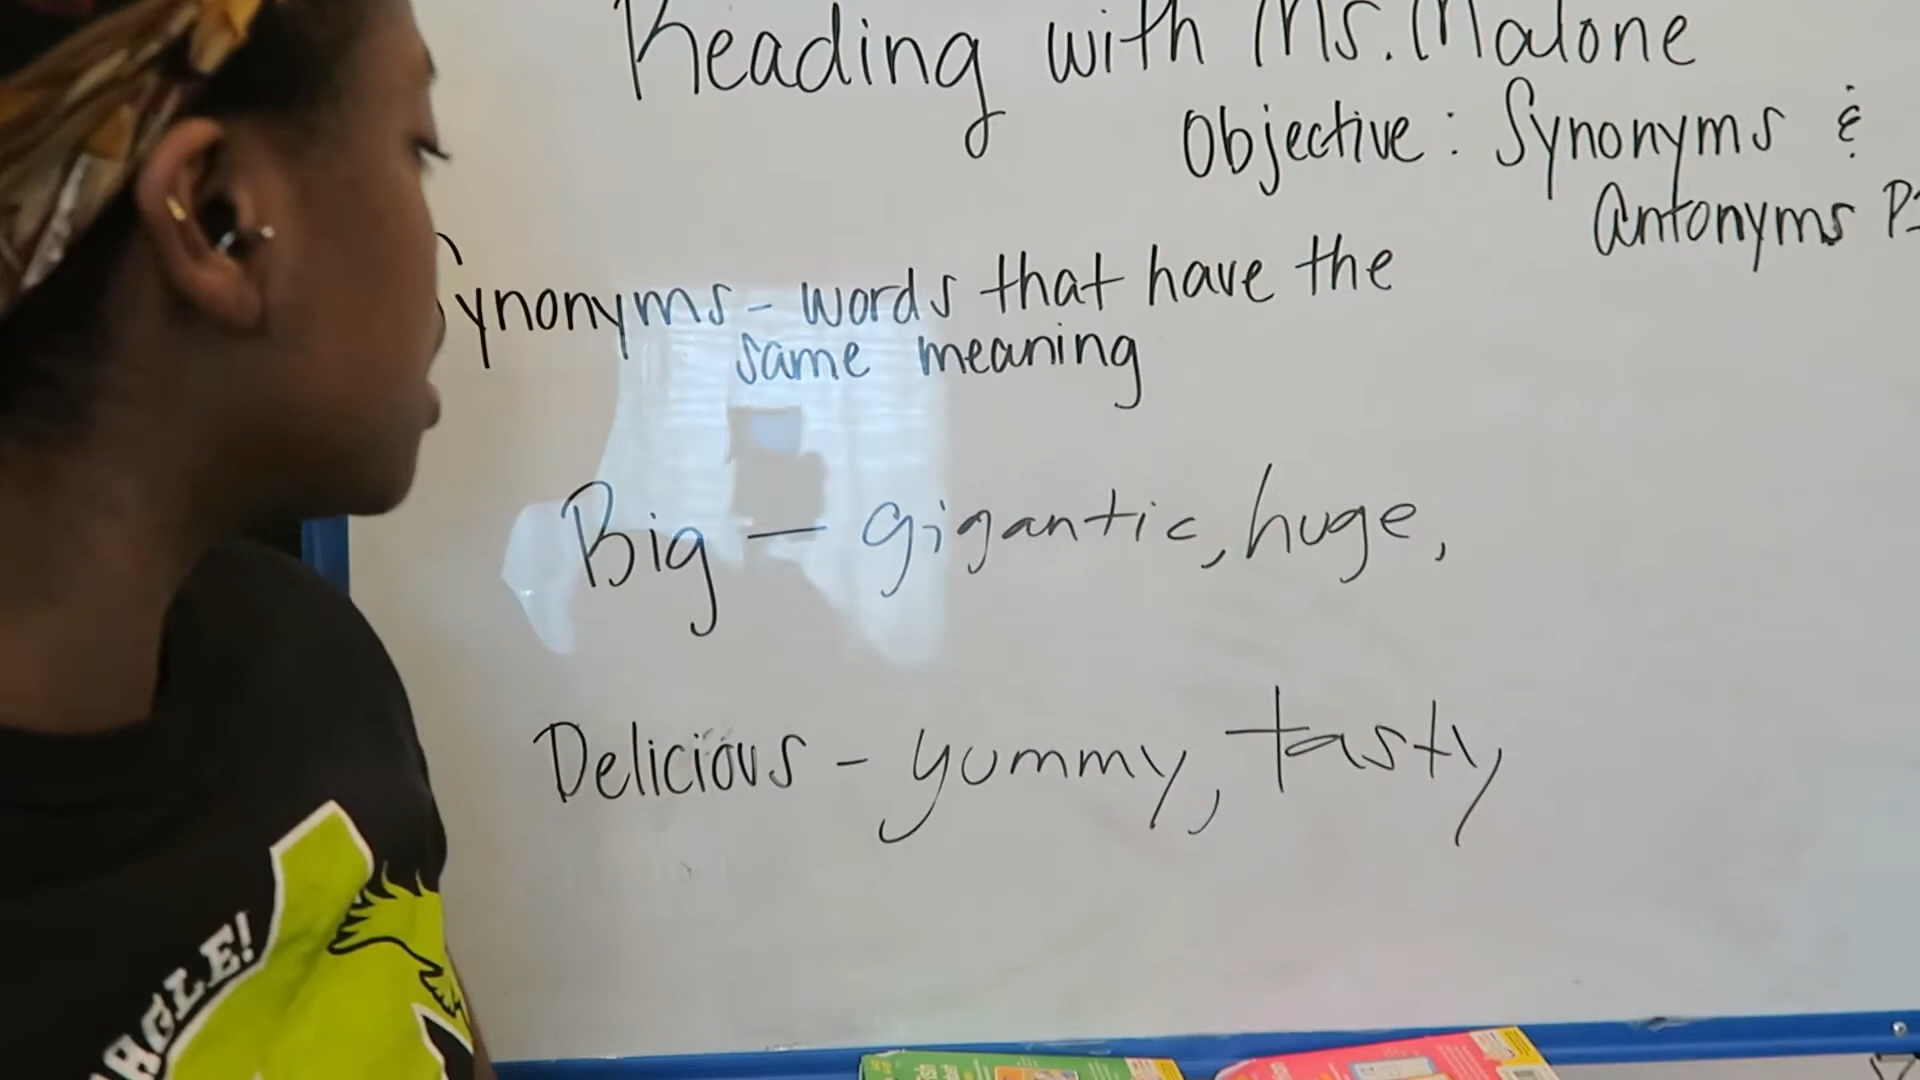 Reading with Ms. Malone
Objective: Synonyms &
Antonyms
Synonyms - words that have the
same meaning
Big — gigantic, huge,
Delicious - yummy, tasty